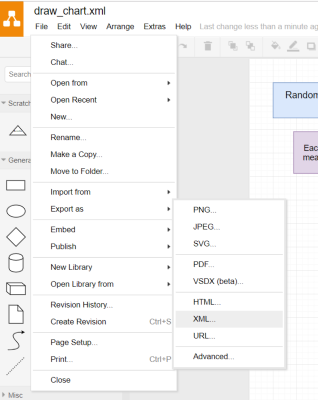 draw_chart.xml
File Edit View Arrange Extras Help Last change less than a minute ag
Share...
Chat...
Open from
Open Recent
New...
Rename...
Make a Copy...
Move to Folder...
Import from
Export as
Embed
Publish
New Library
Open Library from
Revision History...
Create Revision Ctrl+S
Page Setup...
Print... Ctrl+P
Close
PNG...
JPEG...
SVG...
PDF...
VSDX (beta)...
HTML...
XML...
URL...
Advanced...
Search
Scratch
General
Misc
Random
Each
mea